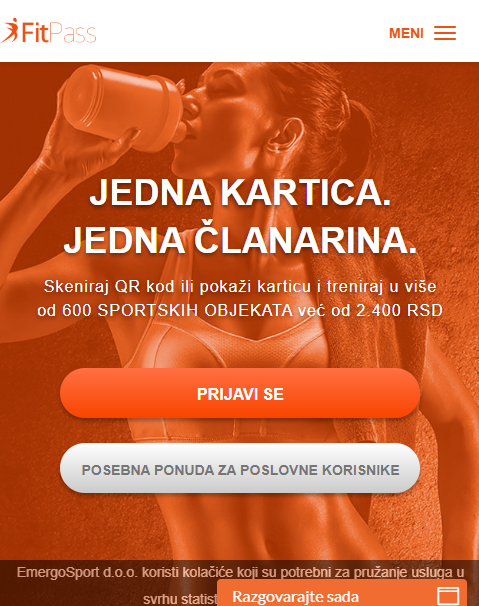 FitPass
MENI
JEDNA KARTICA.
JEDNA ČLANARINA.
Skeniraj QR kod ili pokaži karticu i treniraj u više
od 600 SPORTSKIH OBJEKATA već od 2.400 RSD
PRIJAVI SE
POSEBNA PONUDA ZA POSLOVNE KORISNIKE
EmergoSport d.o.o. koristi kolačiće koji su potrebni za pružanje usluga u
svrhu statist
Razgovarajte sada